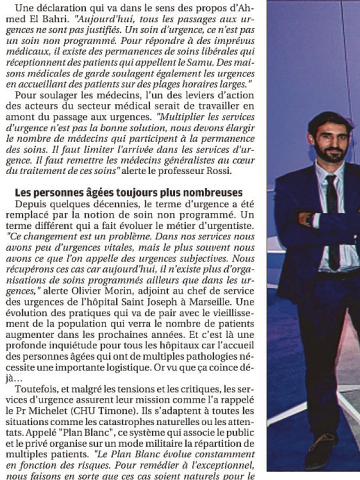 Une déclaration qui va dans le sens des propos d'Ah-
med El Bahri. "Aujourd'hui, tous les passages aux ur-
gences ne sont pas justifiés. Un soin d'urgence, ce n'est pas
un soin non programmé. Pour répondre à des imprévus
médicaux, il existe des permanences de soins libérales qui
réceptionnent des patients qui appellent le Samu. Des mai-
sons médicales de garde soulagent également les urgences
en accueillant des patients sur des plages horaires larges."
Pour soulager les médecins, l'un des leviers d'action
des acteurs du secteur médical serait de travailler en
amont du passage aux urgences. "Multiplier les services
d'urgence n'est pas la bonne solution, nous devons élargir
le nombre de médecins qui participent à la permanence
des soins. Il faut limiter l'arrivée dans les services d'ur-
gence. Il faut remettre les médecins généralistes au cœur
du traitement de ces soins" alerte le professeur Rossi.
Les personnes âgées toujours plus nombreuses
Depuis quelques décennies, le terme d'urgence a été
remplacé par la notion de soin non programmé. Un
terme différent qui a fait évoluer le métier d'urgentiste.
"Ce changement est un problème. Dans nos services nous
avons peu d'urgences vitales, mais le plus souvent nous
avons ce que l'on appelle des urgences subjectives. Nous
récupérons ces cas car aujourd'hui, il n'existe plus d'orga-
nisations de soins programmés ailleurs que dans les ur-
gences," alerte Olivier Morin, adjoint au chef de service
des urgences de l'hôpital Saint Joseph à Marseille. Une
évolution des pratiques qui va de pair avec le vieillisse-
ment de la population qui verra le nombre de patients
augmenter dans les prochaines années. Et c'est là une
profonde inquiétude pour tous les hôpitaux car l'accueil
des personnes âgées qui ont de multiples pathologies né-
cessite une importante logistique. Or vu que ça coince dé-
jà...
Toutefois, et malgré les tensions et les critiques, les ser-
vices d'urgence assurent leur mission comme l'a rappelé
le Pr Michelet (CHU Timone). Ils s'adaptent à toutes les
situations comme les catastrophes naturelles ou les atten-
tats. Appelé "Plan Blanc", ce système qui associe le public
et le privé organise sur un mode militaire la répartition de
multiples patients. "Le Plan Blanc évolue constamment
en fonction des risques. Pour remédier à l'exceptionnel,
nous faisons en sorte que ces cas soient naturels pour le